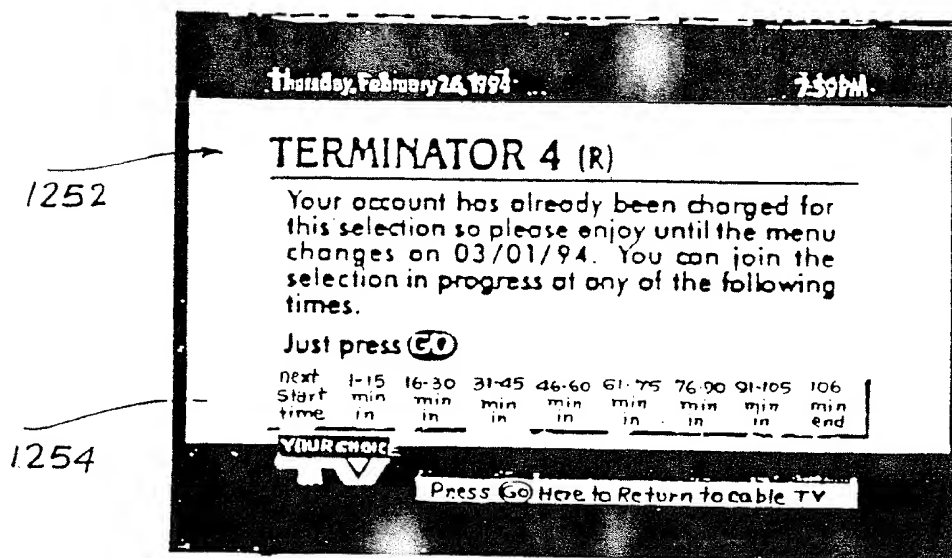 Thursday, February 26, 1994
7:59PM
TERMINATOR 4 (R)
Your account has already been charged for
this selection so please enjoy until the menu
changes on 03/01/94. You can join the
selection in progress at any of the following
times.
Just press GO
next 1-15 16-30 31-45 46-60 61-75 76-90 91-105 106
start min min min min min min min min
time in in in in in in in end
YOUR CHOICE
TV
Press GO Here to Return to cable TV
1252
1254